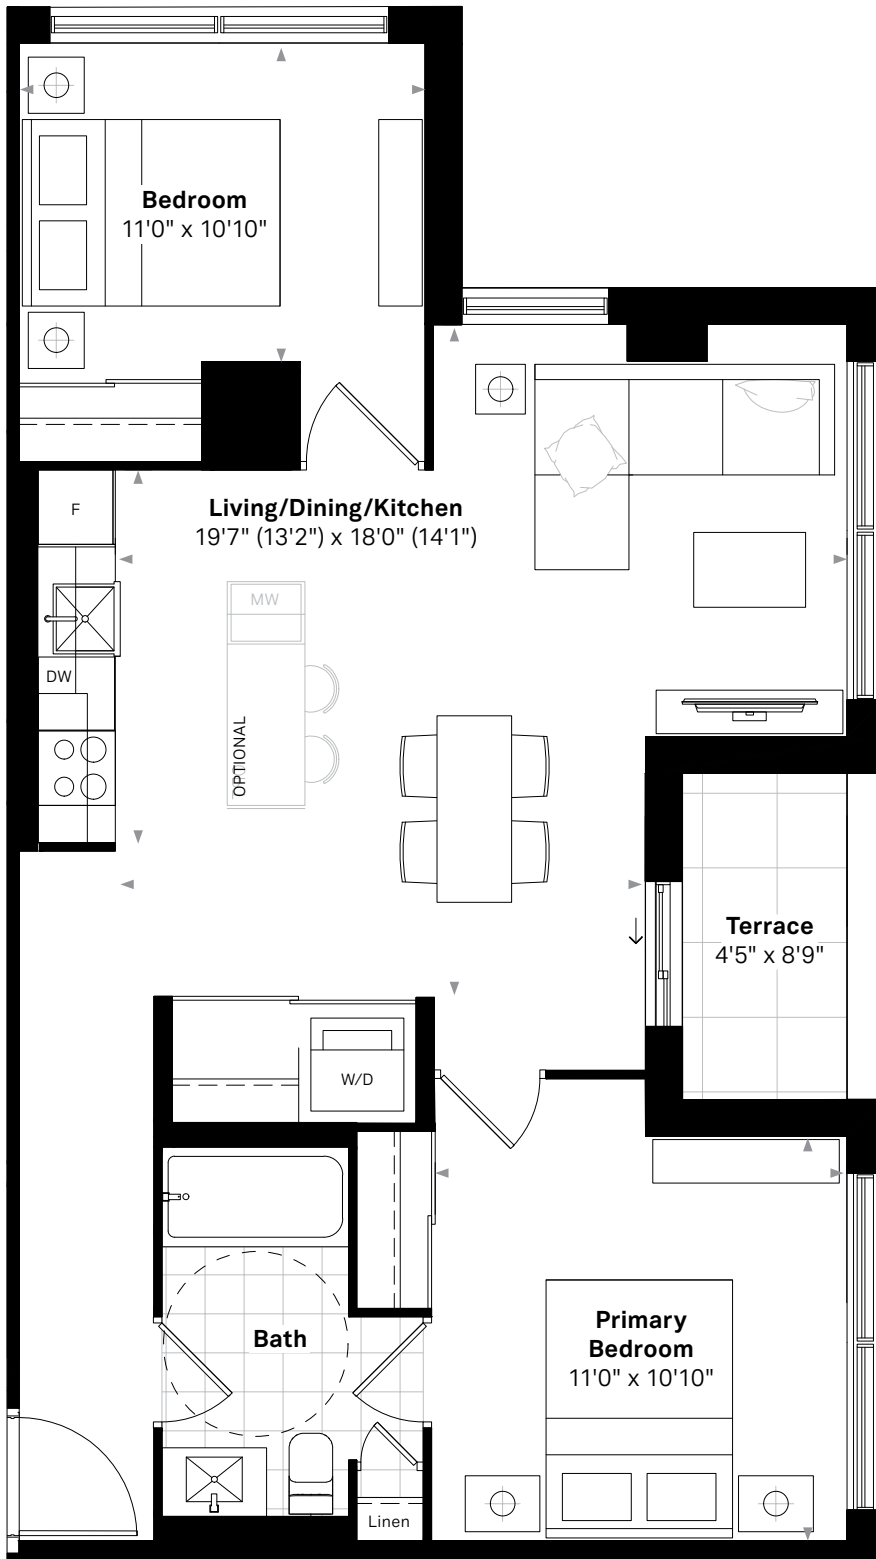 Bedroom
11'0" x 10'10"
Living/Dining/Kitchen
19'7" (13'2") x 18'0" (14'1")
F
MW
DW
OPTIONAL
Terrace
4'5" x 8'9"
W/D
Bath
Primary
Bedroom
11'0" x 10'10"
Linen